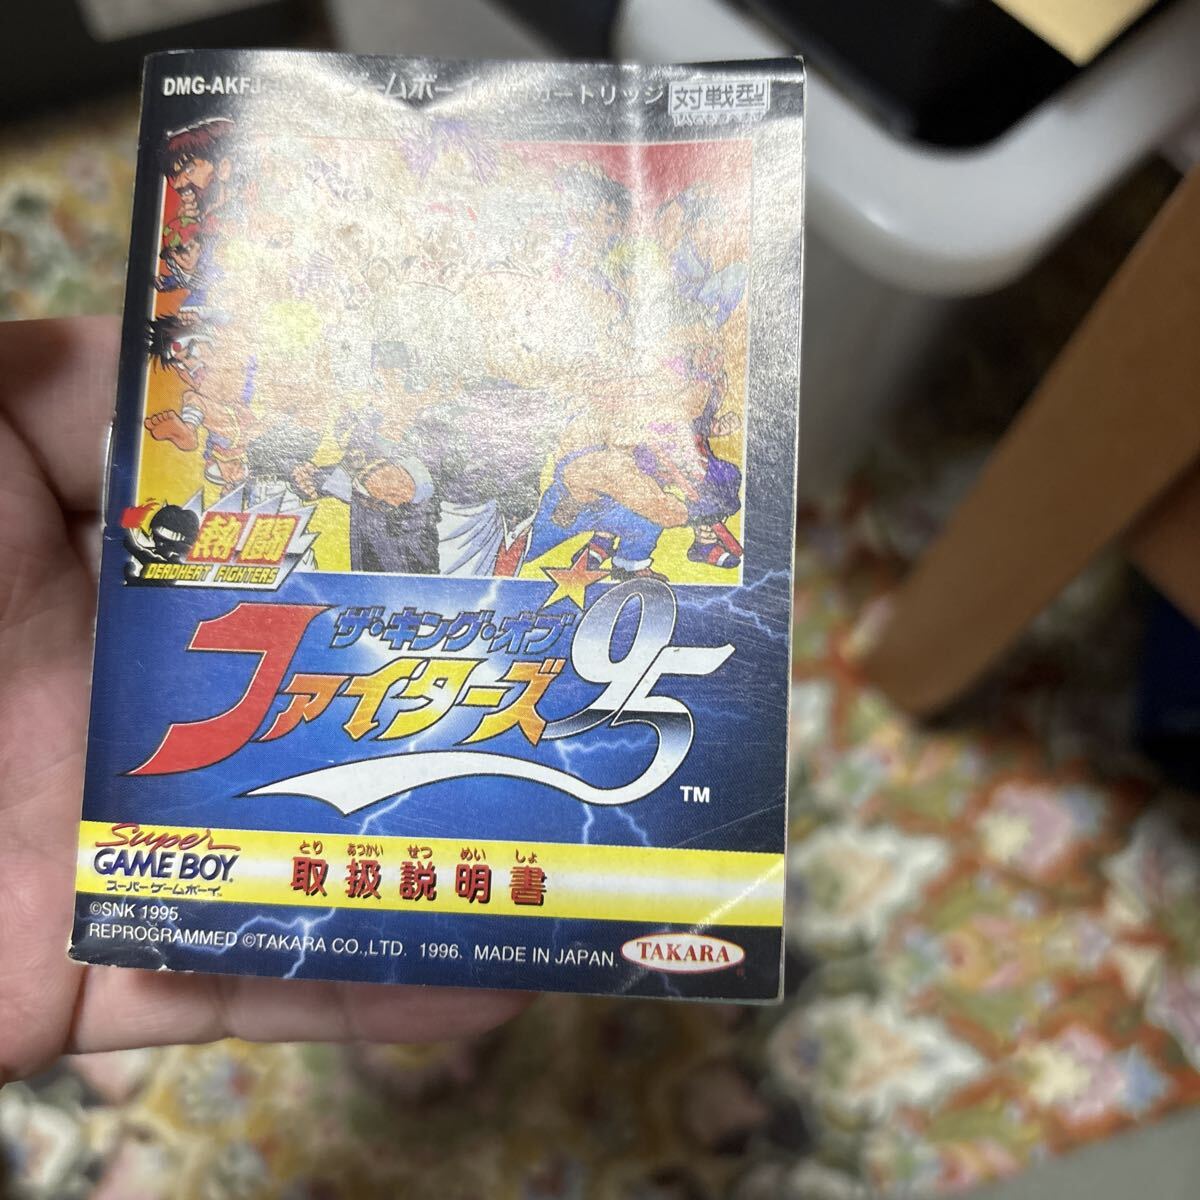 DMG-AKFJ
ゲームボーイ
カートリッジ
対戦型
熱闘
DEADHEAT FIGHTERS
ザ・キング・オブ
ファイターズ'95
TM
Super
GAME BOY
スーパーゲームボーイ
とり あつかい せつ めい しょ
取扱説明書
©SNK 1995.
REPROGRAMMED ©TAKARA CO.,LTD. 1996. MADE IN JAPAN.
TAKARA